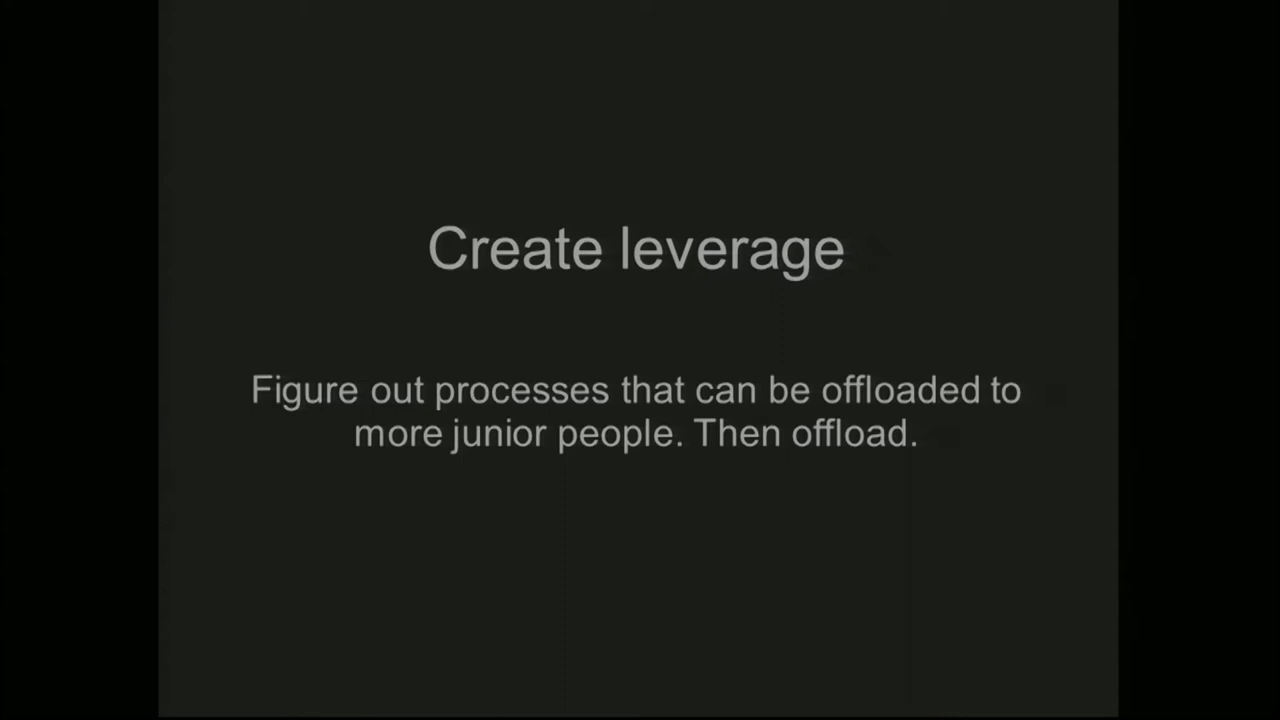 Create leverage
Figure out processes that can be offloaded to
more junior people. Then offload.